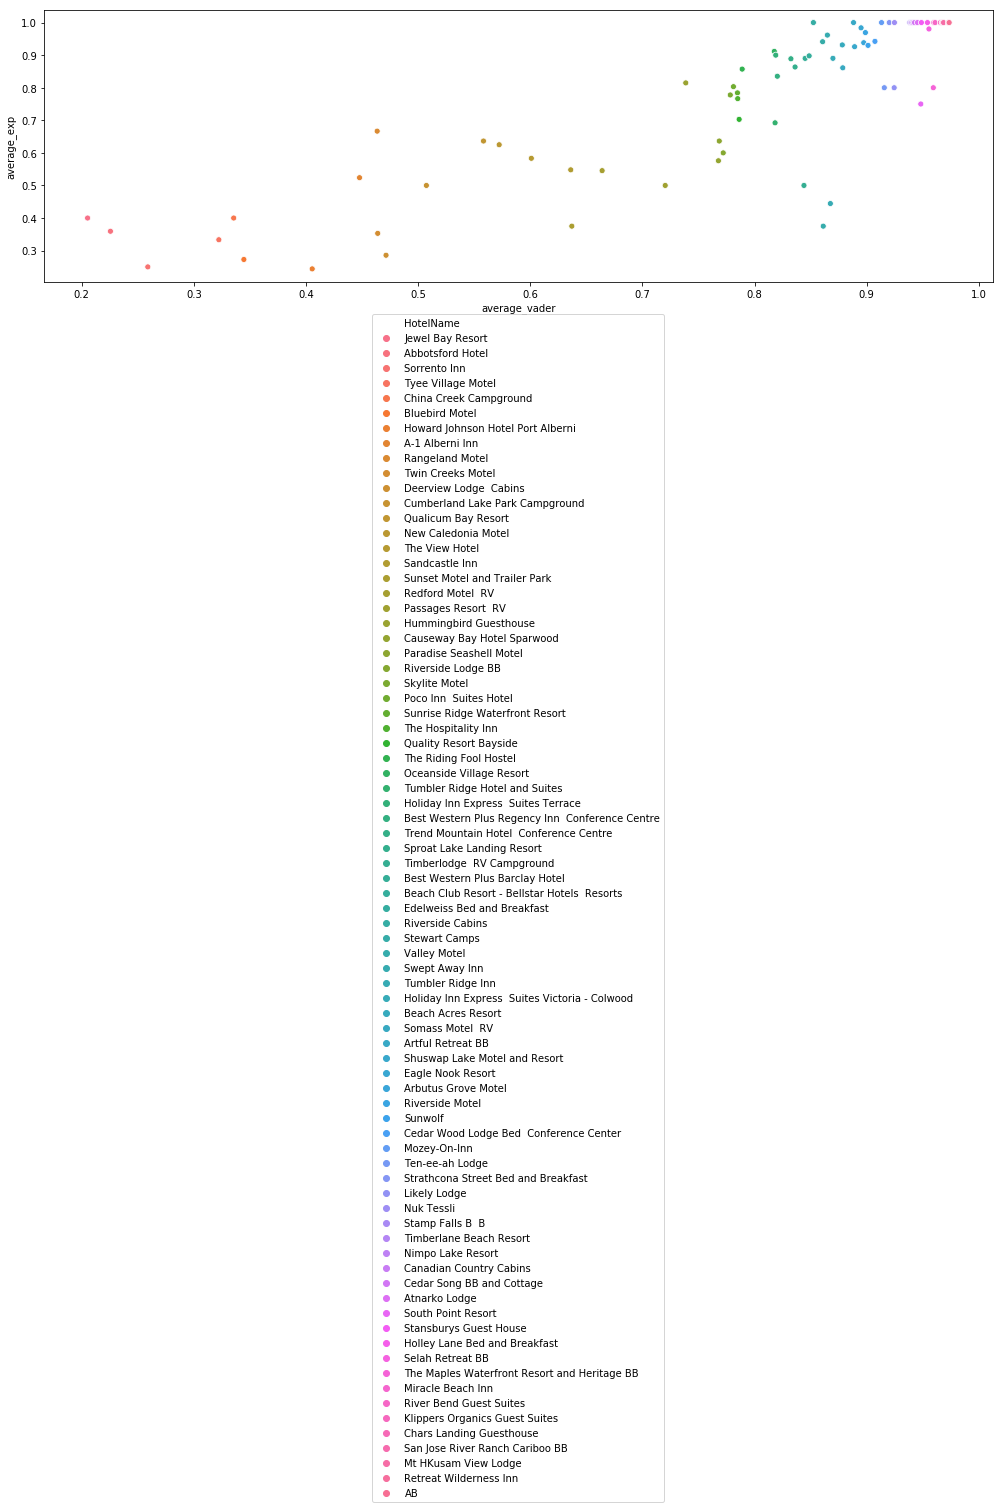 1.0
0.9
0.8
0.7
0.6
0.5
0.4
0.3
average_exp
0.2 0.3 0.4 0.5 0.6 0.7 0.8 0.9 1.0
average_vader
HotelName
Jewel Bay Resort
Abbotsford Hotel
Sorrento Inn
Tyee Village Motel
China Creek Campground
Bluebird Motel
Howard Johnson Hotel Port Alberni
A-1 Alberni Inn
Rangeland Motel
Twin Creeks Motel
Deerview Lodge  Cabins
Cumberland Lake Park Campground
Qualicum Bay Resort
New Caledonia Motel
The View Hotel
Sandcastle Inn
Sunset Motel and Trailer Park
Redford Motel  RV
Passages Resort  RV
Hummingbird Guesthouse
Causeway Bay Hotel Sparwood
Paradise Seashell Motel
Riverside Lodge BB
Skylite Motel
Poco Inn  Suites Hotel
Sunrise Ridge Waterfront Resort
The Hospitality Inn
Quality Resort Bayside
The Riding Fool Hostel
Oceanside Village Resort
Tumbler Ridge Hotel and Suites
Holiday Inn Express  Suites Terrace
Best Western Plus Regency Inn  Conference Centre
Trend Mountain Hotel  Conference Centre
Sproat Lake Landing Resort
Timberlodge  RV Campground
Best Western Plus Barclay Hotel
Beach Club Resort - Bellstar Hotels  Resorts
Edelweiss Bed and Breakfast
Riverside Cabins
Stewart Camps
Valley Motel
Swept Away Inn
Tumbler Ridge Inn
Holiday Inn Express  Suites Victoria - Colwood
Beach Acres Resort
Somass Motel  RV
Artful Retreat BB
Shuswap Lake Motel and Resort
Eagle Nook Resort
Arbutus Grove Motel
Riverside Motel
Sunwolf
Cedar Wood Lodge Bed  Conference Center
Mozey-On-Inn
Ten-ee-ah Lodge
Strathcona Street Bed and Breakfast
Likely Lodge
Nuk Tessli
Stamp Falls B  B
Timberlane Beach Resort
Nimpo Lake Resort
Canadian Country Cabins
Cedar Song BB and Cottage
Atnarko Lodge
South Point Resort
Stansburys Guest House
Holley Lane Bed and Breakfast
Selah Retreat BB
The Maples Waterfront Resort and Heritage BB
Miracle Beach Inn
River Bend Guest Suites
Klippers Organics Guest Suites
Chars Landing Guesthouse
San Jose River Ranch Cariboo BB
Mt HKusam View Lodge
Retreat Wilderness Inn
AB